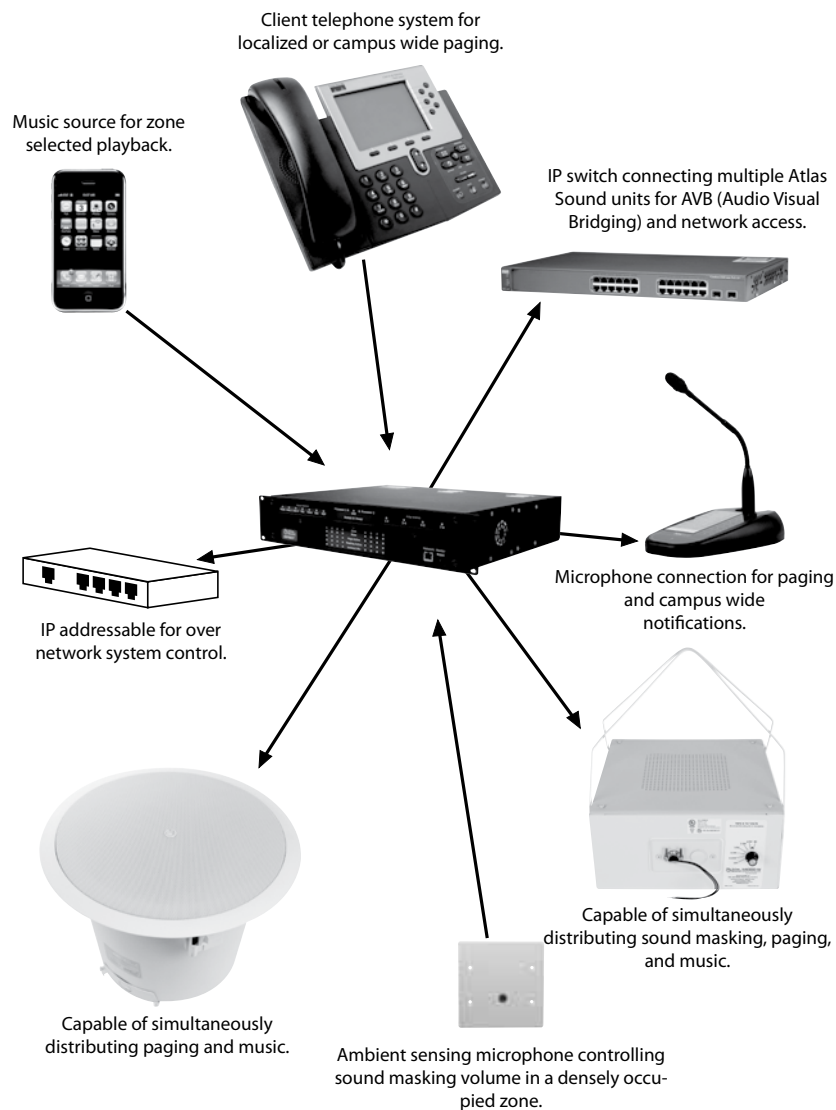 Client telephone system for
localized or campus wide paging.
Music source for zone
selected playback.
IP switch connecting multiple Atlas
Sound units for AVB (Audio Visual
Bridging) and network access.
Microphone connection for paging
and campus wide
notifications.
IP addressable for over
network system control.
Capable of simultaneously
distributing sound masking, paging,
and music.
Capable of simultaneously
distributing paging and music.
Ambient sensing microphone controlling
sound masking volume in a densely occu-
pied zone.